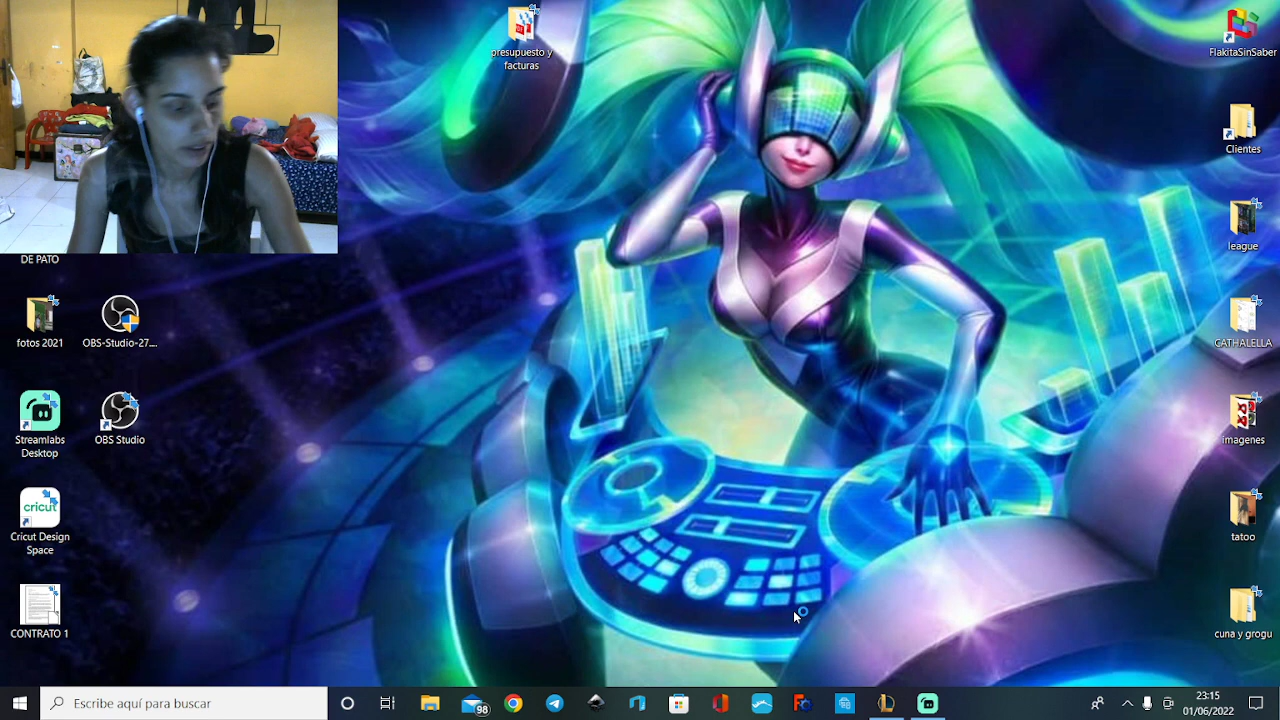 presupuesto y
facturas
FlakitaSinSaber
Clientes
league
DE PATO
fotos 2021
OBS-Studio-27....
CATHALELLA
Streamlabs
Desktop
OBS Studio
imagenes
cricut
Cricut Design
Space
tatoo
CONTRATO 1
cuna y grogu
Escribe aquí para buscar
98
23:15
01/06/2022